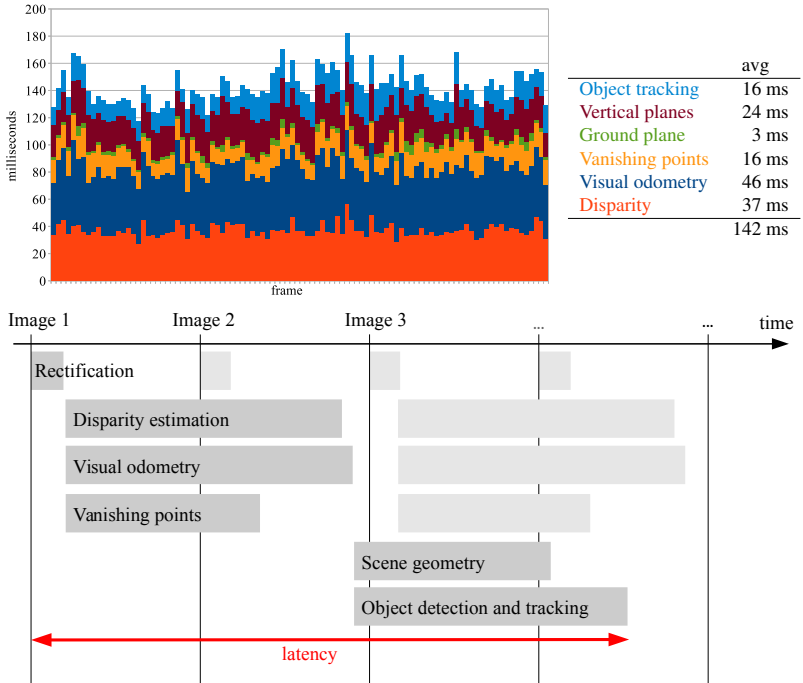 200
180
160
140
120
100
80
60
40
20
0
milliseconds
frame
avg
Object tracking 16 ms
Vertical planes 24 ms
Ground plane 3 ms
Vanishing points 16 ms
Visual odometry 46 ms
Disparity 37 ms
142 ms
Image 1 Image 2 Image 3 ... ... time
Rectification
Disparity estimation
Visual odometry
Vanishing points
Scene geometry
Object detection and tracking
latency